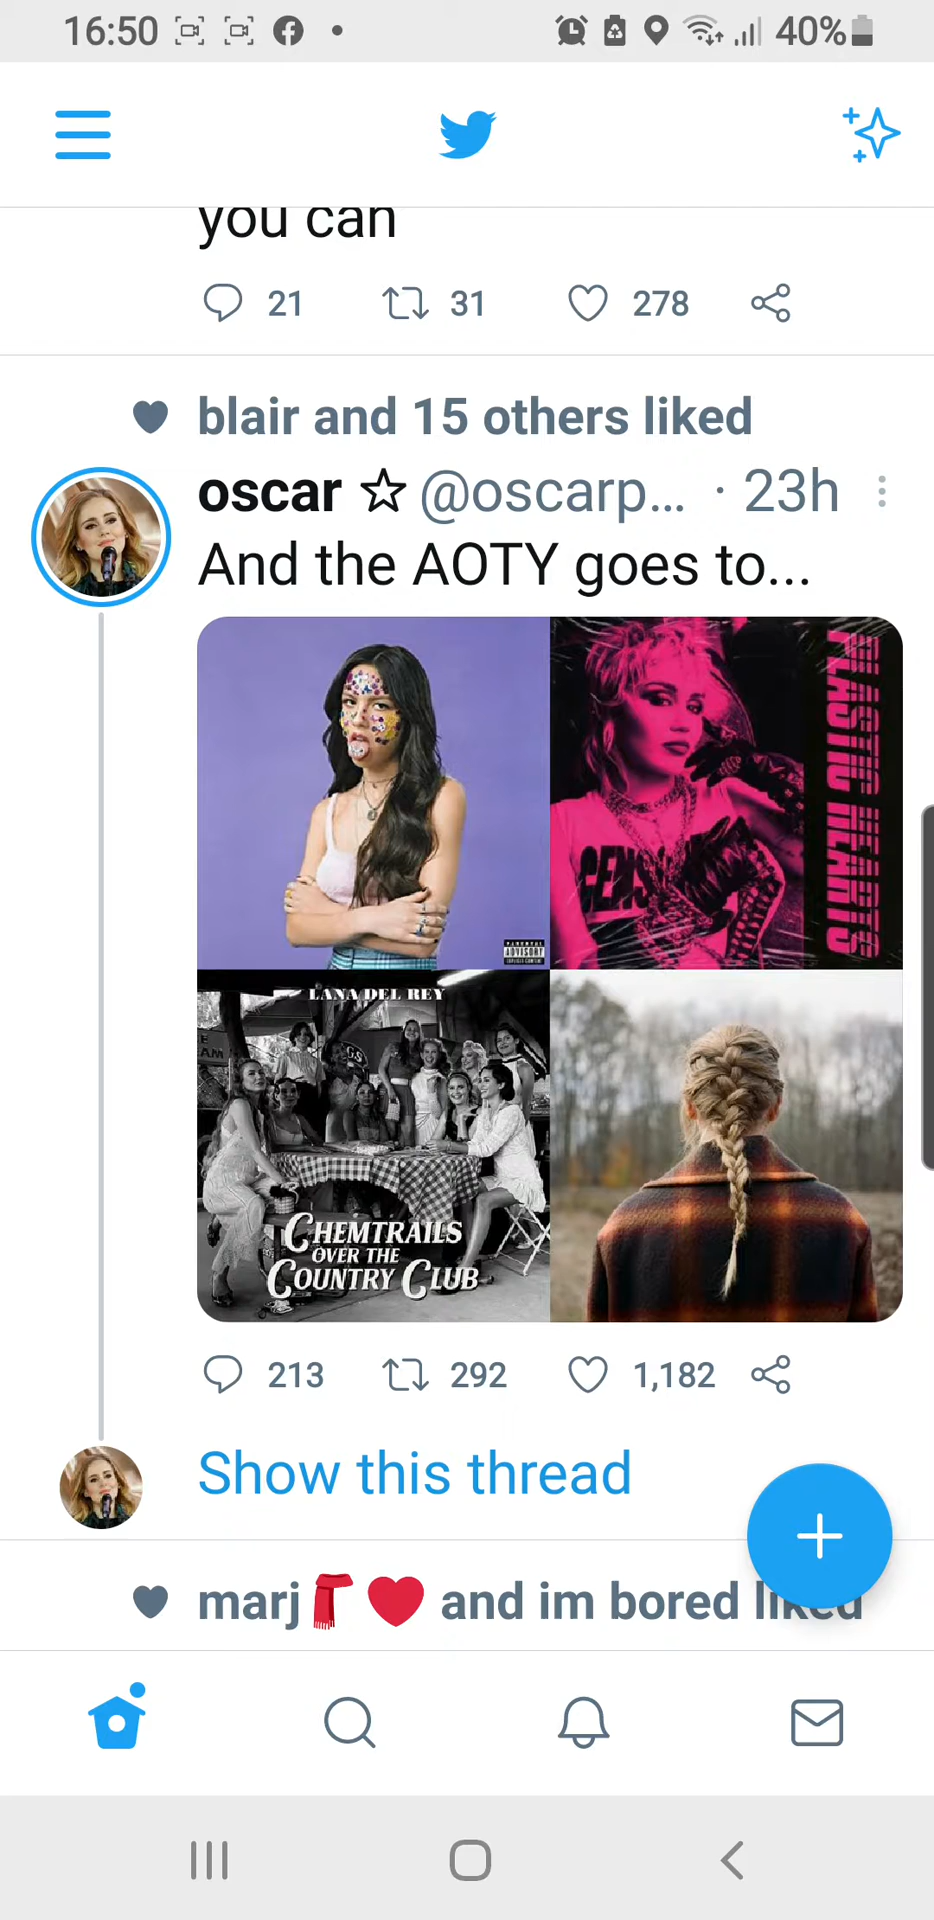 16:50 40%
you can
21 31 278
blair and 15 others liked
oscar ☆ @oscarp... · 23h
And the AOTY goes to...
PLASTIC HEARTS
PARENTAL
ADVISORY
EXPLICIT CONTENT
LANA DEL REY
CHEMTRAILS
OVER THE
COUNTRY CLUB
213 292 1,182
Show this thread
marj🧣❤️ and im bored liked